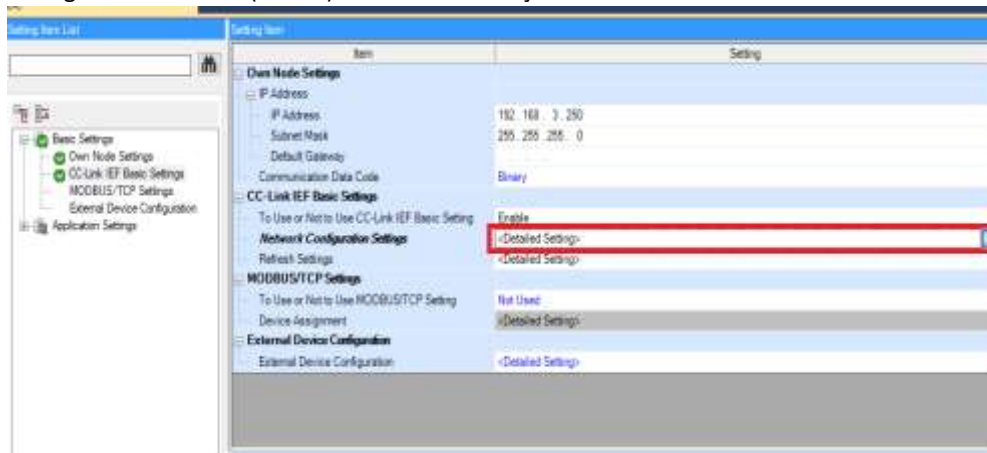 Setting Item List
Setting Item
Item
Setting
Own Node Settings
IP Address
IP Address
192 . 168 . 3 . 250
Subnet Mask
255 . 255 . 255 . 0
Default Gateway
Communication Data Code
Binary
CC-Link IEF Basic Settings
To Use or Not to Use CC-Link IEF Basic Setting
Enable
Network Configuration Settings
<Detailed Setting>
Refresh Settings
<Detailed Setting>
MODBUS/TCP Settings
To Use or Not to Use MODBUS/TCP Setting
Not Used
Device Assignment
<Detailed Setting>
External Device Configuration
External Device Configuration
<Detailed Setting>
Basic Settings
Own Node Settings
CC-Link IEF Basic Settings
MODBUS/TCP Settings
External Device Configuration
Application Settings